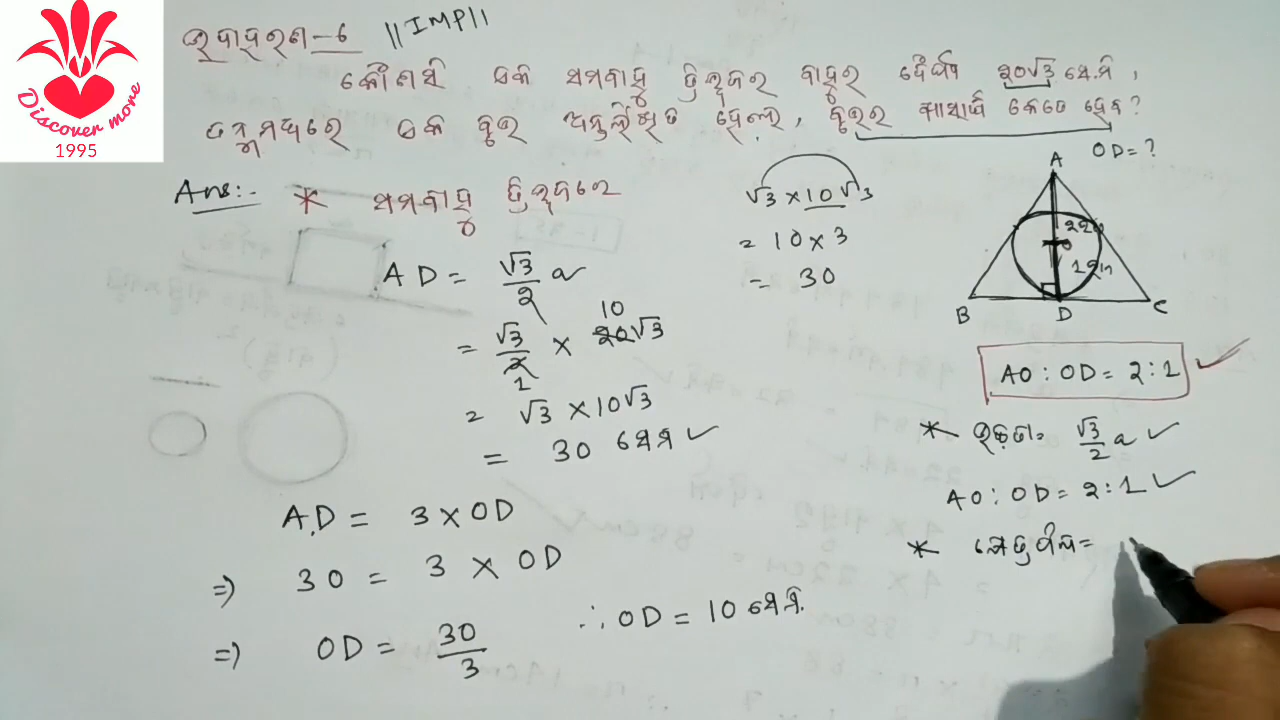 Discover more
1995
ଉଦାହରଣ-6 ||IMP||
କୌଣସି ଏକ ସମବାହୁ ତ୍ରିଭୁଜର ବାହୁର ଦୈର୍ଘ୍ୟ ୨୦√3 ସେ.ମି,
ତନ୍ମଧ୍ୟରେ ଏକ ବୃତ୍ତ ଅନ୍ତର୍ଲିଖିତ ହେଲେ, ବୃତ୍ତର ବ୍ୟାସାର୍ଦ୍ଧ କେତେ ହେବ?
OD = ?
Ans:- * ସମବାହୁ ତ୍ରିଭୁଜରେ
AD = √3/2 a
= √3/2 × 20√3
10
1
= √3 × 10√3
= 30 ସେମି
AD = 3 × OD
⇒ 30 = 3 × OD
⇒ OD = 30/3
∴ OD = 10 ସେମି.
√3 × 10√3
= 10 × 3
= 30
A
B D C
AO : OD = 2 : 1
* ଉଚ୍ଚତା = √3/2 a
AO : OD = 2 : 1
* କ୍ଷେତ୍ରଫଳ =